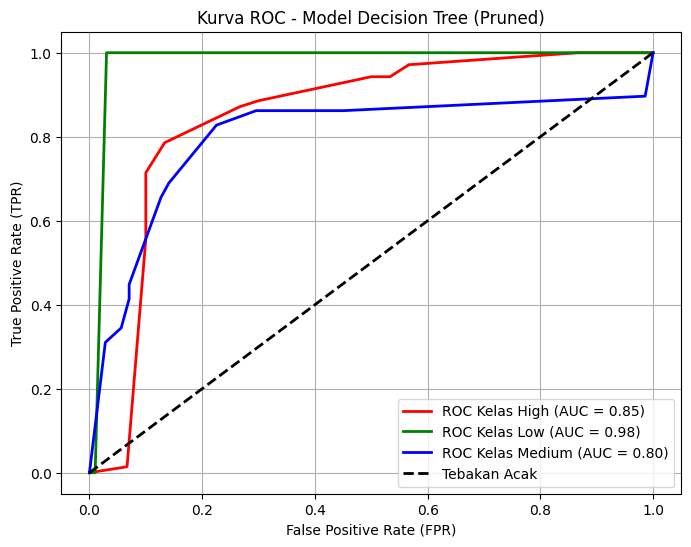 Kurva ROC - Model Decision Tree (Pruned)
True Positive Rate (TPR)
1.0
0.8
0.6
0.4
0.2
0.0
ROC Kelas High (AUC = 0.85)
ROC Kelas Low (AUC = 0.98)
ROC Kelas Medium (AUC = 0.80)
Tebakan Acak
0.0 0.2 0.4 0.6 0.8 1.0
False Positive Rate (FPR)